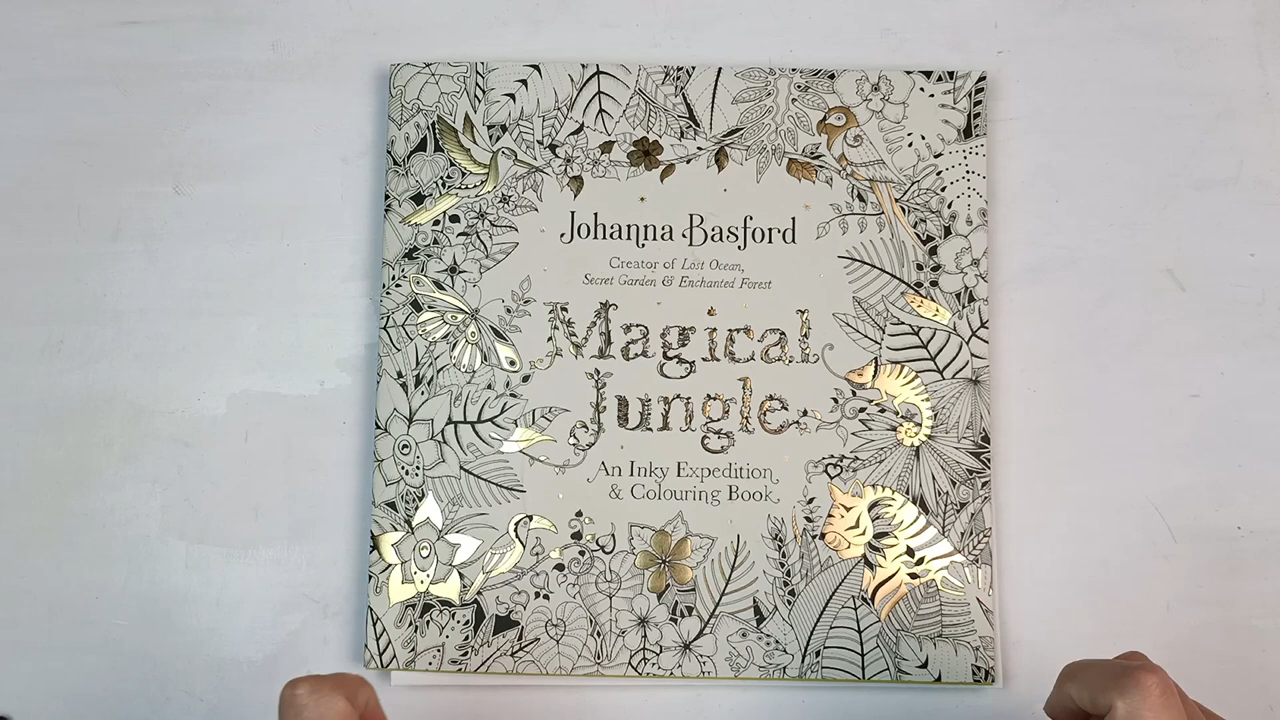 Johanna Basford
Creator of Lost Ocean,
Secret Garden & Enchanted Forest
Magical
Jungle
An Inky Expedition
& Colouring Book